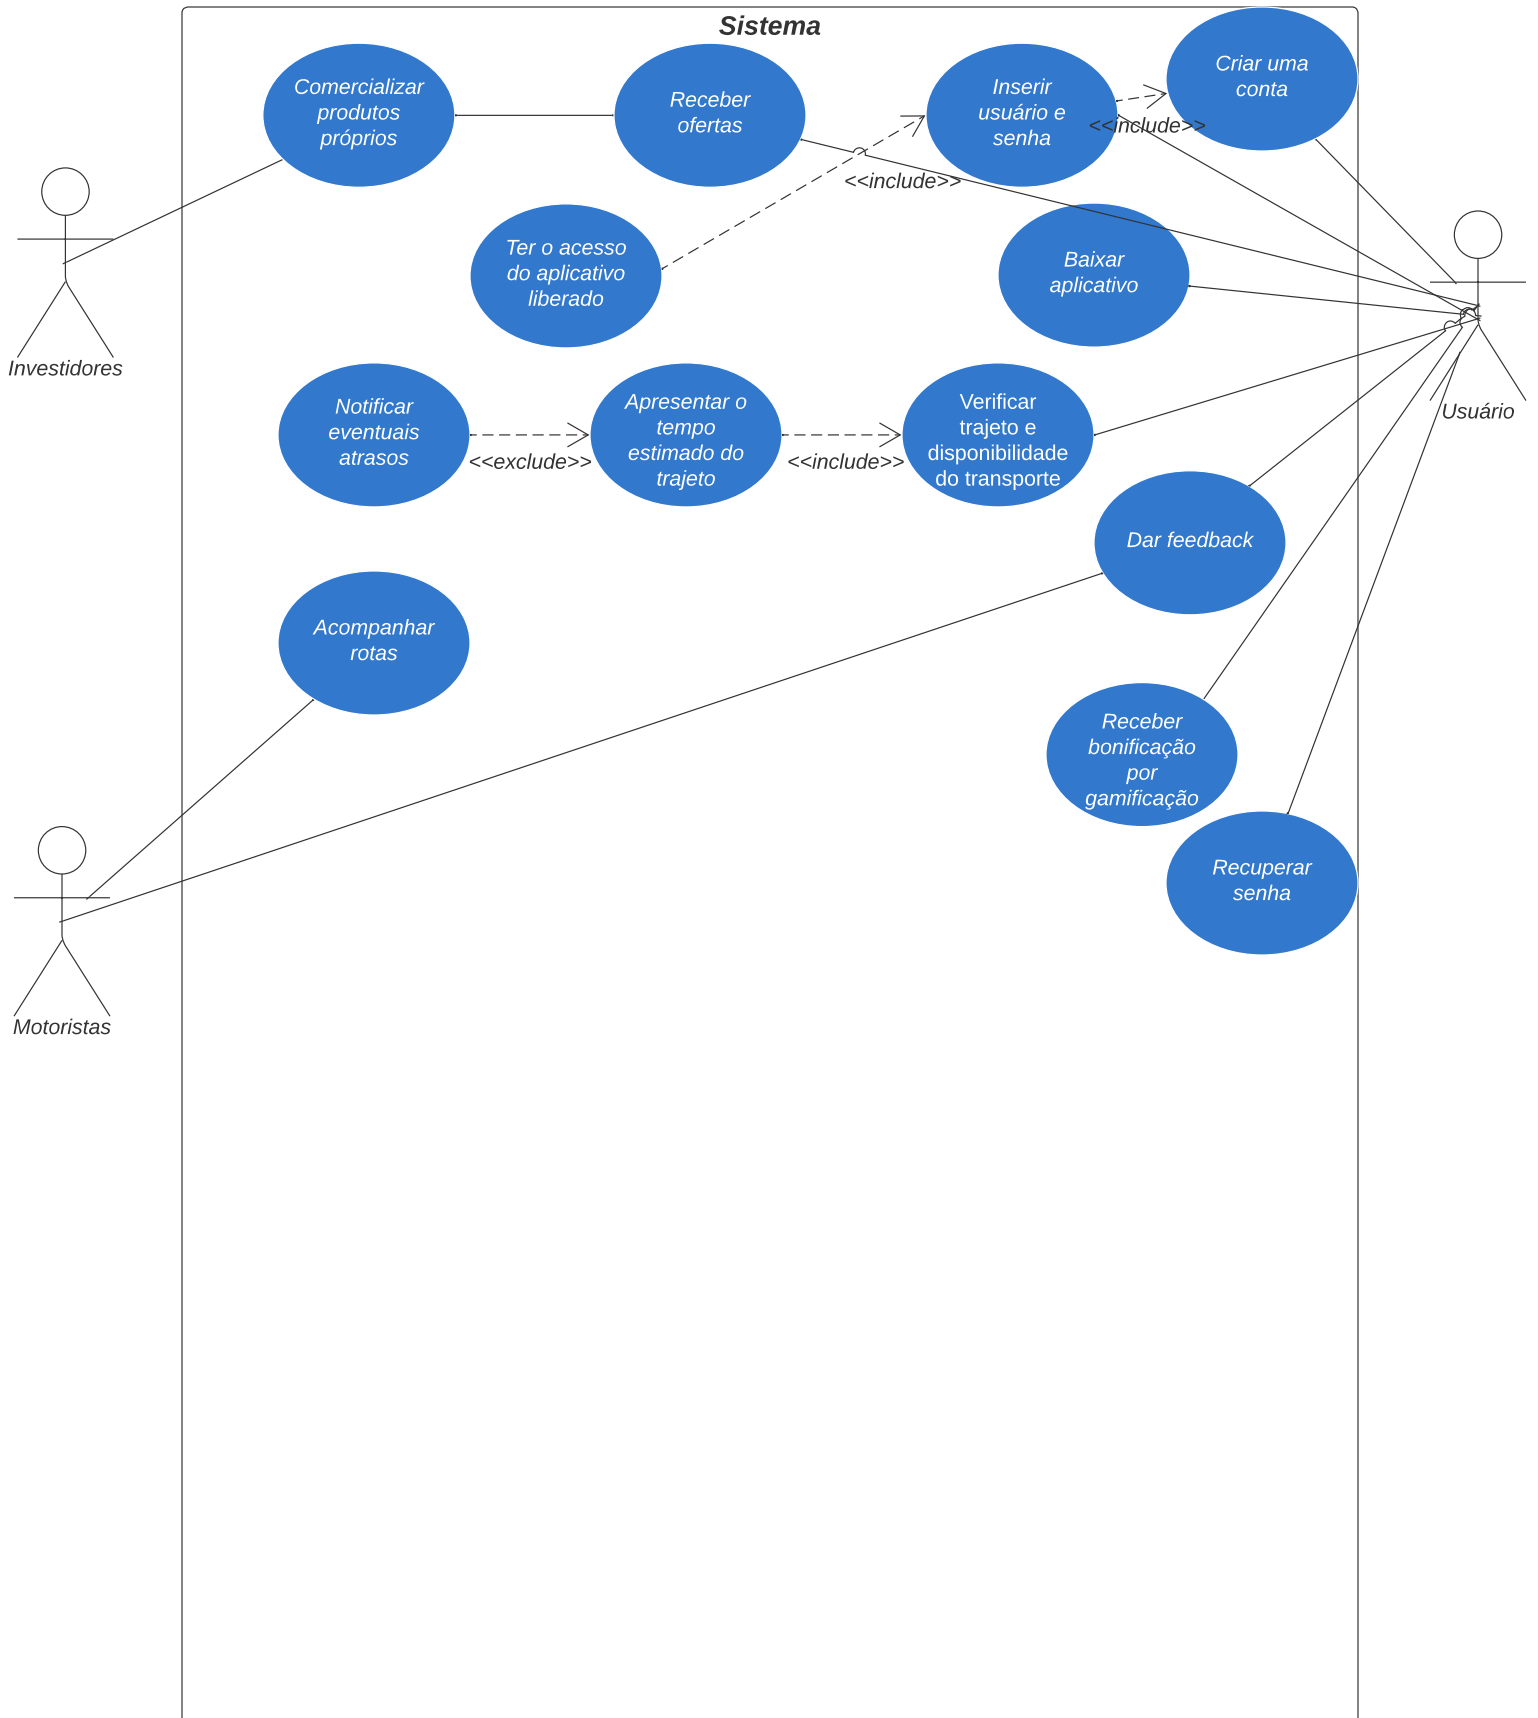 Sistema
Comercializar
produtos
próprios
Receber
ofertas
Inserir
usuário e
senha
Criar uma
conta
<<include>>
<<include>>
Ter o acesso
do aplicativo
liberado
Baixar
aplicativo
Investidores
Usuário
Notificar
eventuais
atrasos
<<exclude>>
Apresentar o
tempo
estimado do
trajeto
<<include>>
Verificar
trajeto e
disponibilidade
do transporte
Dar feedback
Acompanhar
rotas
Receber
bonificação
por
gamificação
Recuperar
senha
Motoristas